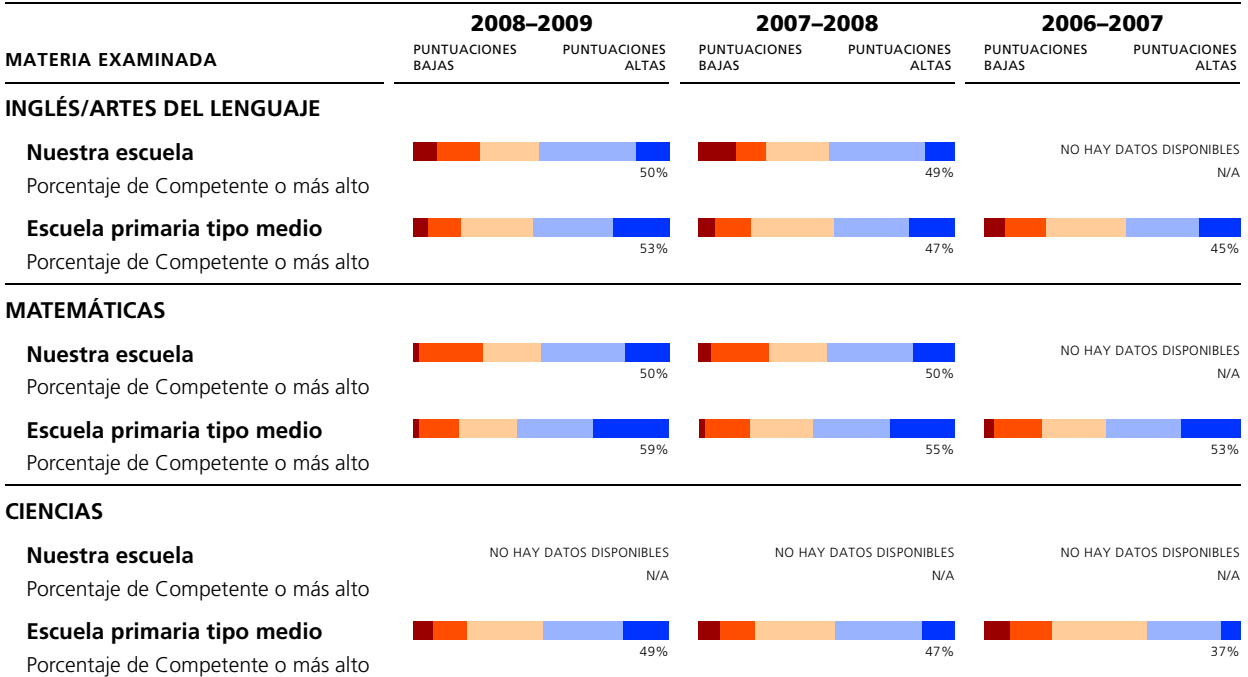 2008–2009 2007–2008 2006–2007
MATERIA EXAMINADA PUNTUACIONES BAJAS PUNTUACIONES ALTAS PUNTUACIONES BAJAS PUNTUACIONES ALTAS PUNTUACIONES BAJAS PUNTUACIONES ALTAS
INGLÉS/ARTES DEL LENGUAJE
Nuestra escuela NO HAY DATOS DISPONIBLES
Porcentaje de Competente o más alto 50% 49% N/A
Escuela primaria tipo medio
Porcentaje de Competente o más alto 53% 47% 45%
MATEMÁTICAS
Nuestra escuela NO HAY DATOS DISPONIBLES
Porcentaje de Competente o más alto 50% 50% N/A
Escuela primaria tipo medio
Porcentaje de Competente o más alto 59% 55% 53%
CIENCIAS
Nuestra escuela NO HAY DATOS DISPONIBLES NO HAY DATOS DISPONIBLES NO HAY DATOS DISPONIBLES
Porcentaje de Competente o más alto N/A N/A N/A
Escuela primaria tipo medio
Porcentaje de Competente o más alto 49% 47% 37%